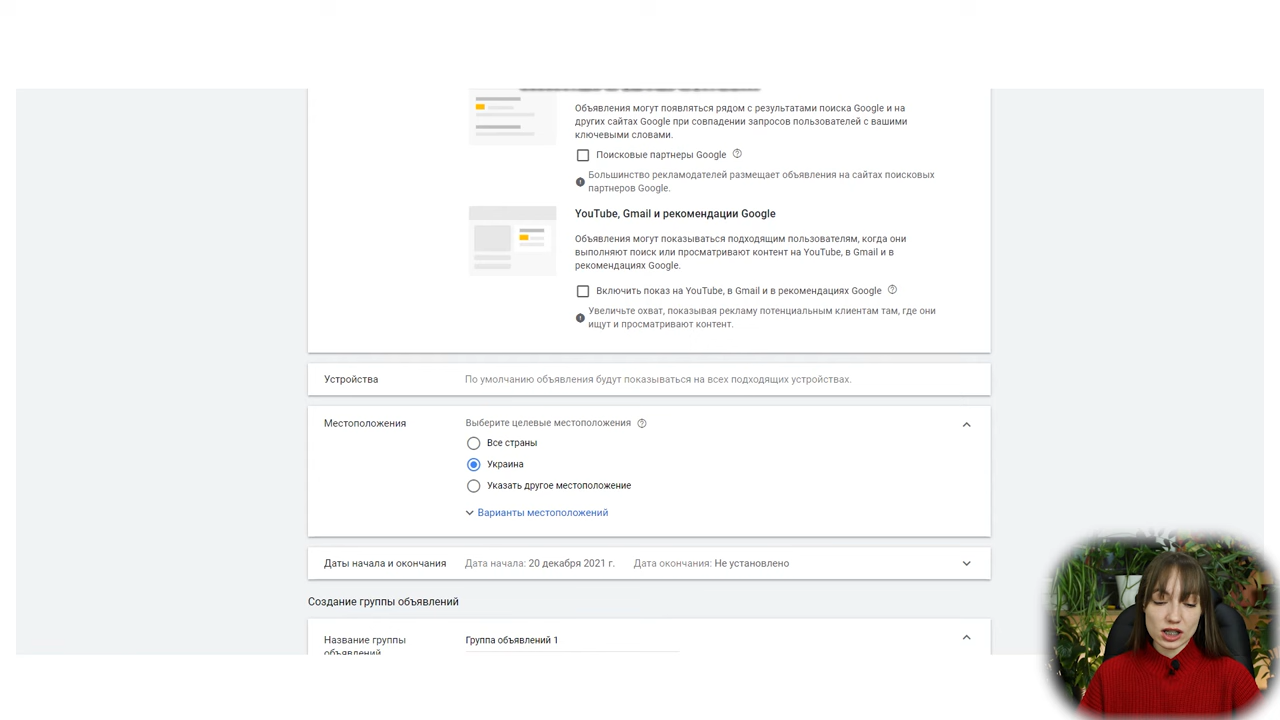 Объявления могут появляться рядом с результатами поиска Google и на
других сайтах Google при совпадении запросов пользователей с вашими
ключевыми словами.
Поисковые партнеры Google
Большинство рекламодателей размещает объявления на сайтах поисковых
партнеров Google.
YouTube, Gmail и рекомендации Google
Объявления могут показываться подходящим пользователям, когда они
выполняют поиск или просматривают контент на YouTube, в Gmail и в
рекомендациях Google.
Включить показ на YouTube, в Gmail и в рекомендациях Google
Увеличьте охват, показывая рекламу потенциальным клиентам там, где они
ищут и просматривают контент.
Устройства По умолчанию объявления будут показываться на всех подходящих устройствах.
Местоположения Выберите целевые местоположения
Все страны
Украина
Указать другое местоположение
Варианты местоположений
Даты начала и окончания Дата начала: 20 декабря 2021 г. Дата окончания: Не установлено
Создание группы объявлений
Название группы Группа объявлений 1
объявлений